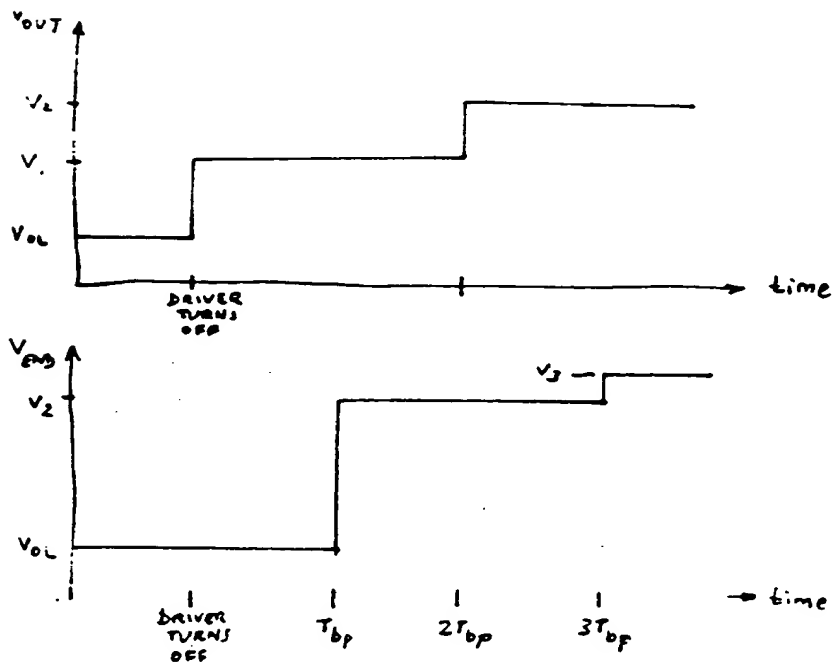 VOUT
V2
V1
VOL
time
DRIVER
TURNS
OFF
VEND
V3
V2
VOL
time
DRIVER
TURNS
OFF
Tbp
2Tbp
3Tbp